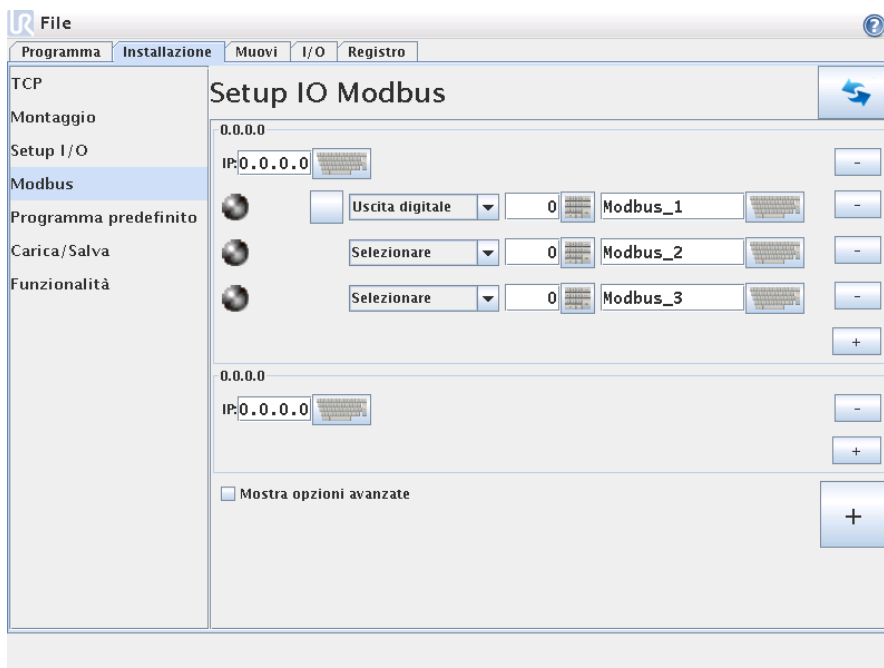 UR File ?
Programma Installazione Muovi I/O Registro
TCP
Montaggio
Setup I/O
Modbus
Programma predefinito
Carica/Salva
Funzionalità
Setup IO Modbus
0.0.0.0
IP: 0.0.0.0 -
Uscita digitale 0 Modbus_1 -
Selezionare 0 Modbus_2 -
Selezionare 0 Modbus_3 -
+
0.0.0.0
IP: 0.0.0.0 -
+
Mostra opzioni avanzate
+